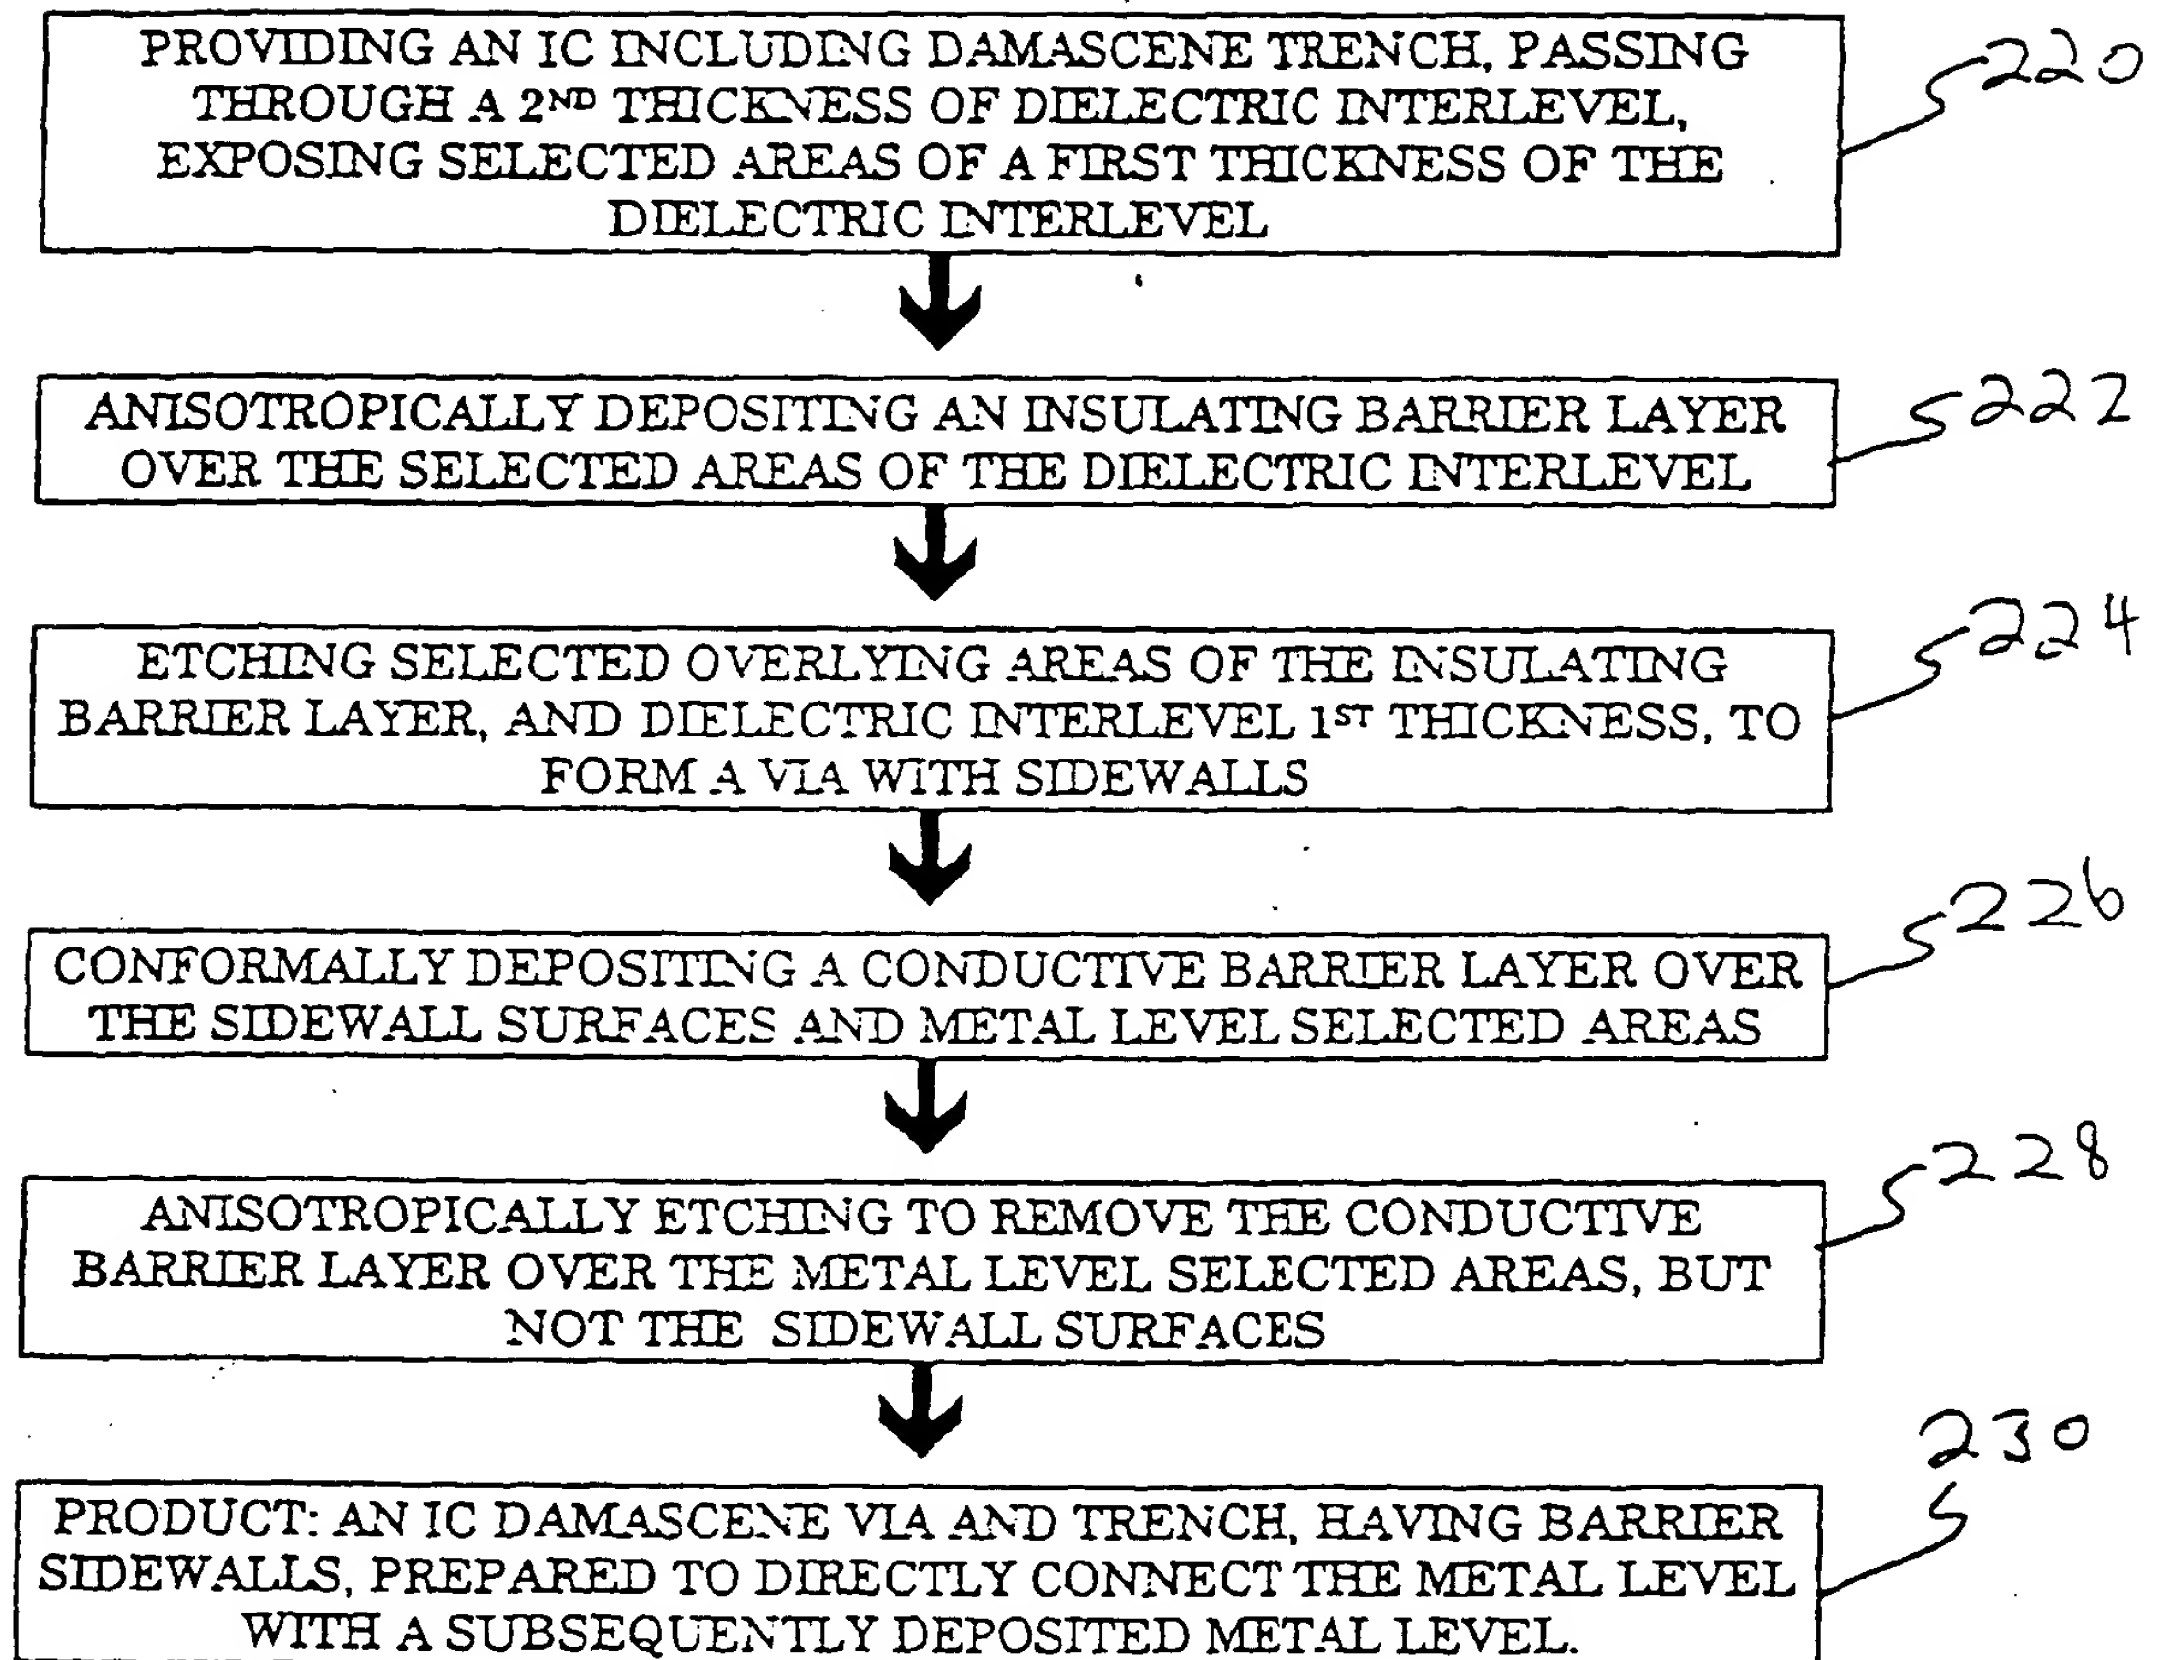 PROVIDING AN IC INCLUDING DAMASCENE TRENCH, PASSING
THROUGH A 2ND THICKNESS OF DIELECTRIC INTERLEVEL,
EXPOSING SELECTED AREAS OF A FIRST THICKNESS OF THE
DIELECTRIC INTERLEVEL
220
ANISOTROPICALLY DEPOSITING AN INSULATING BARRIER LAYER
OVER THE SELECTED AREAS OF THE DIELECTRIC INTERLEVEL
222
ETCHING SELECTED OVERLYING AREAS OF THE INSULATING
BARRIER LAYER, AND DIELECTRIC INTERLEVEL 1ST THICKNESS, TO
FORM A VIA WITH SIDEWALLS
224
CONFORMALLY DEPOSITING A CONDUCTIVE BARRIER LAYER OVER
THE SIDEWALL SURFACES AND METAL LEVEL SELECTED AREAS
226
ANISOTROPICALLY ETCHING TO REMOVE THE CONDUCTIVE
BARRIER LAYER OVER THE METAL LEVEL SELECTED AREAS, BUT
NOT THE SIDEWALL SURFACES
228
PRODUCT: AN IC DAMASCENE VIA AND TRENCH, HAVING BARRIER
SIDEWALLS, PREPARED TO DIRECTLY CONNECT THE METAL LEVEL
WITH A SUBSEQUENTLY DEPOSITED METAL LEVEL.
230